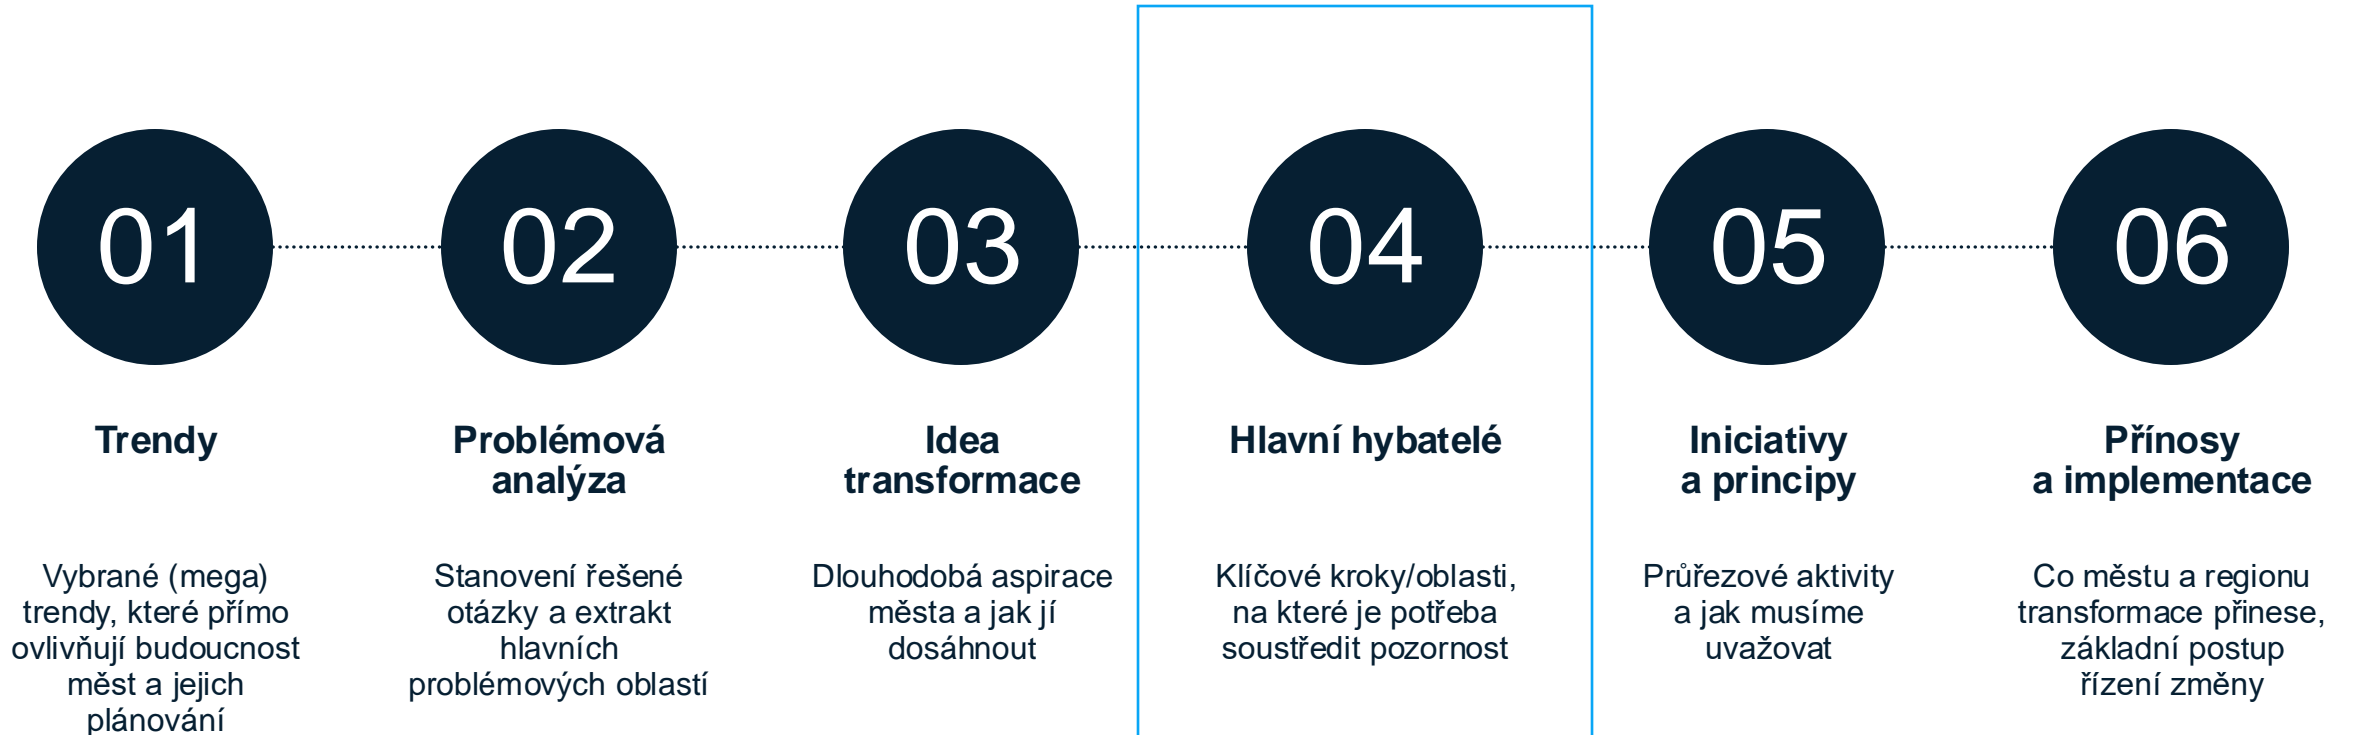 01
02
03
04
05
06
Trendy
Problémová
analýza
Idea
transformace
Hlavní hybatelé
Iniciativy
a principy
Přínosy
a implementace
Vybrané (mega)
trendy, které přímo
ovlivňují budoucnost
měst a jejich
plánování
Stanovení řešené
otázky a extrakt
hlavních
problémových oblastí
Dlouhodobá aspirace
města a jak jí
dosáhnout
Klíčové kroky/oblasti,
na které je potřeba
soustředit pozornost
Průřezové aktivity
a jak musíme
uvažovat
Co městu a regionu
transformace přinese,
základní postup
řízení změny